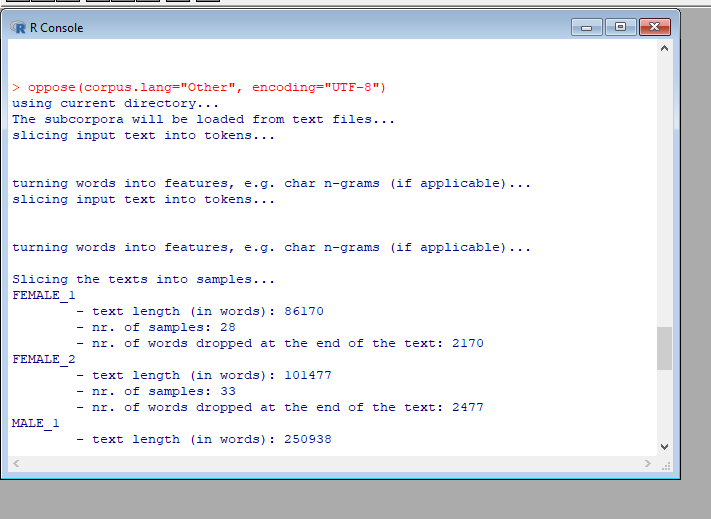 R Console
> oppose(corpus.lang="Other", encoding="UTF-8")
using current directory...
The subcorpora will be loaded from text files...
slicing input text into tokens...
turning words into features, e.g. char n-grams (if applicable)...
slicing input text into tokens...
turning words into features, e.g. char n-grams (if applicable)...
Slicing the texts into samples...
FEMALE_1
- text length (in words): 86170
- nr. of samples: 28
- nr. of words dropped at the end of the text: 2170
FEMALE_2
- text length (in words): 101477
- nr. of samples: 33
- nr. of words dropped at the end of the text: 2477
MALE_1
- text length (in words): 250938